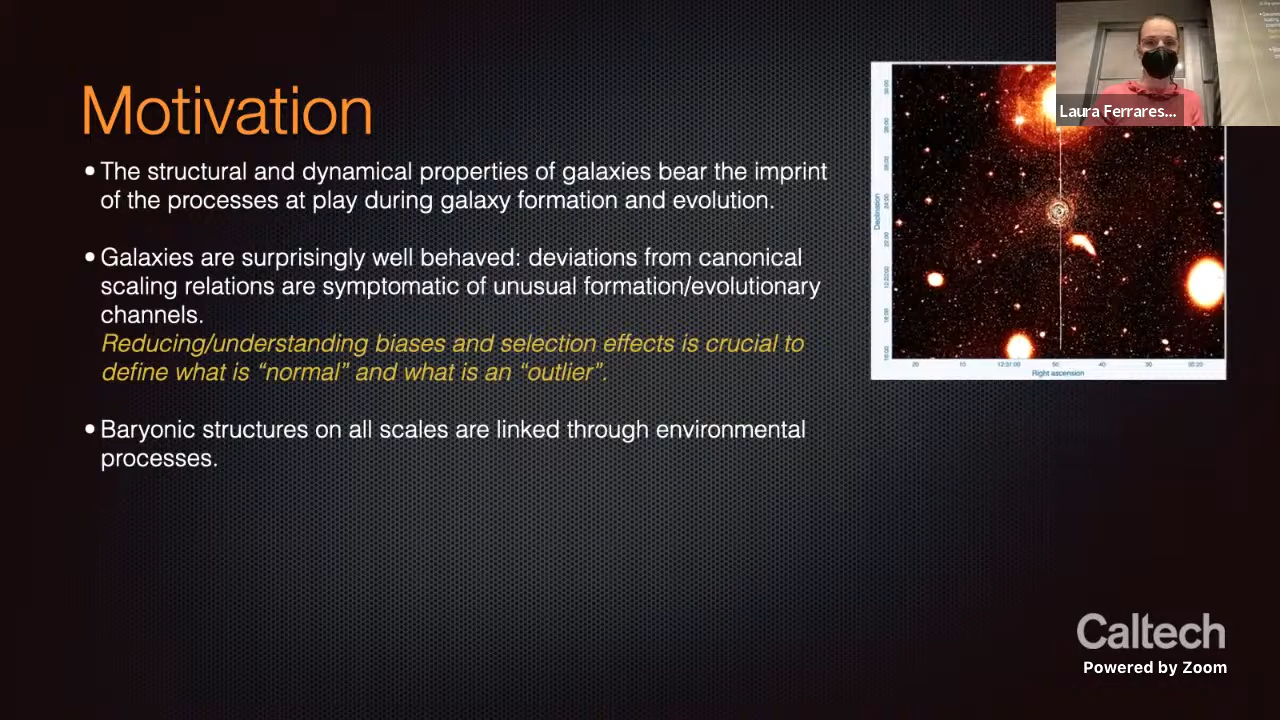 Motivation
•The structural and dynamical properties of galaxies bear the imprint
of the processes at play during galaxy formation and evolution.
•Galaxies are surprisingly well behaved: deviations from canonical
scaling relations are symptomatic of unusual formation/evolutionary
channels.
Reducing/understanding biases and selection effects is crucial to
define what is “normal” and what is an “outlier”.
•Baryonic structures on all scales are linked through environmental
processes.
Laura Ferrares...
Declination
Right ascension
Caltech
Powered by Zoom